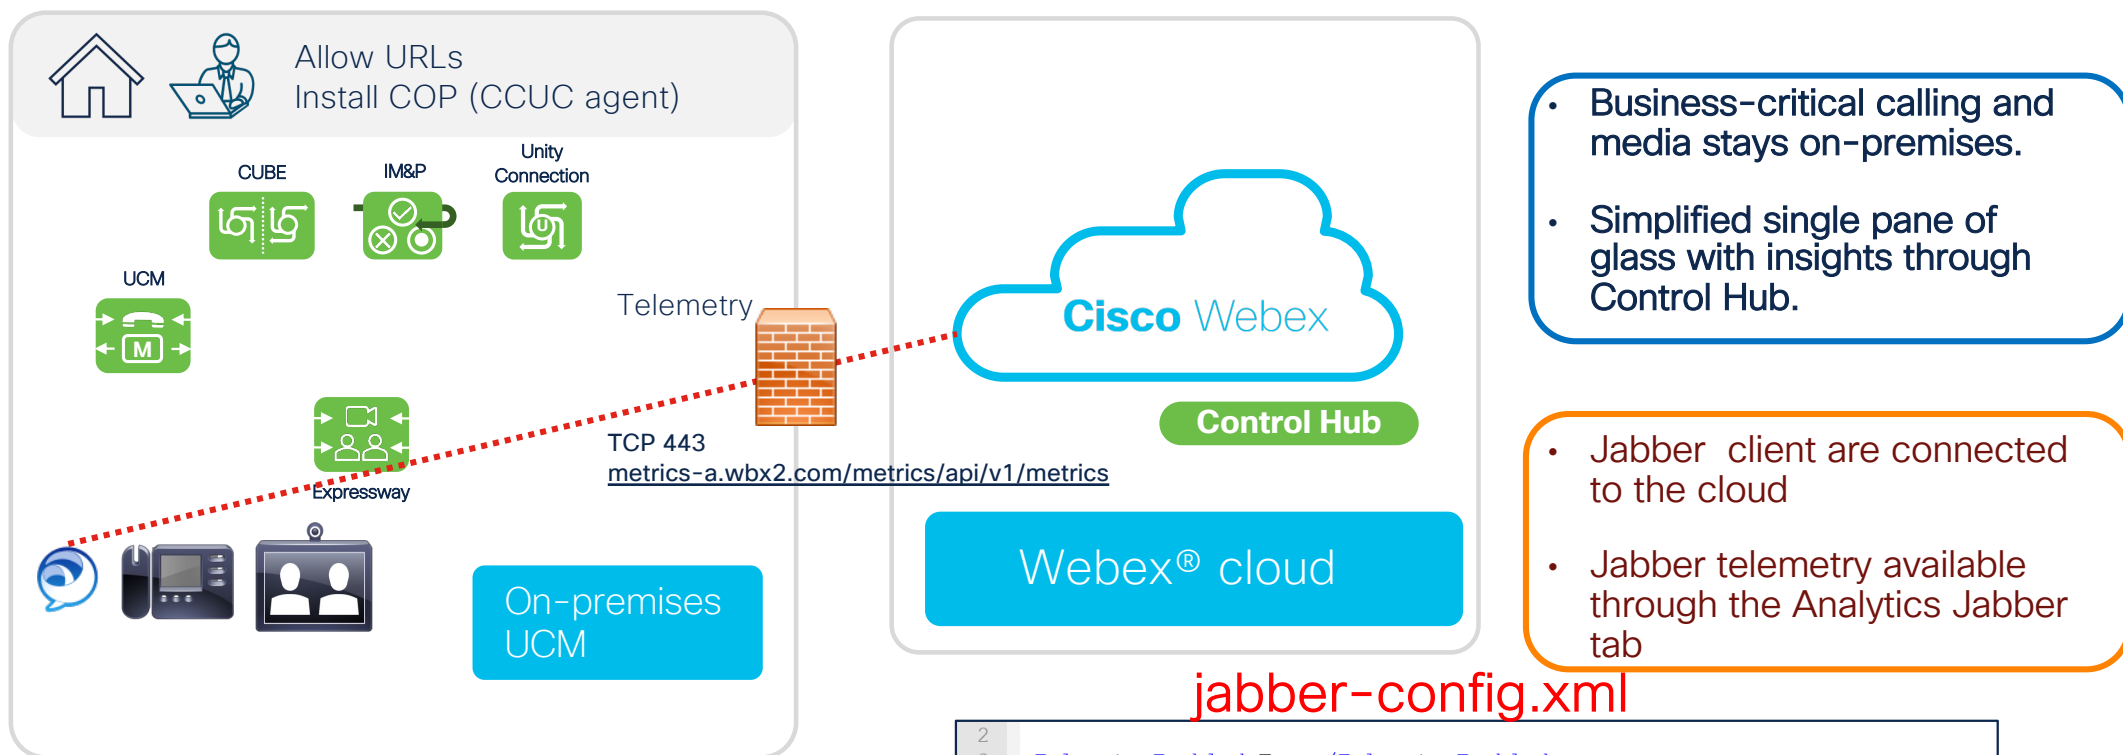 Allow URLs
Install COP (CCUC agent)
CUBE
IM&P
Unity
Connection
U
UCM
M
Telemetry
Expressway
TCP 443
metrics-a.wbx2.com/metrics/api/v1/metrics
On-premises
UCM
Cisco Webex
Control Hub
Webex® cloud
• Business-critical calling and
media stays on-premises.
• Simplified single pane of
glass with insights through
Control Hub.
• Jabber client are connected
to the cloud
• Jabber telemetry available
through the Analytics Jabber
tab
jabber-config.xml
2